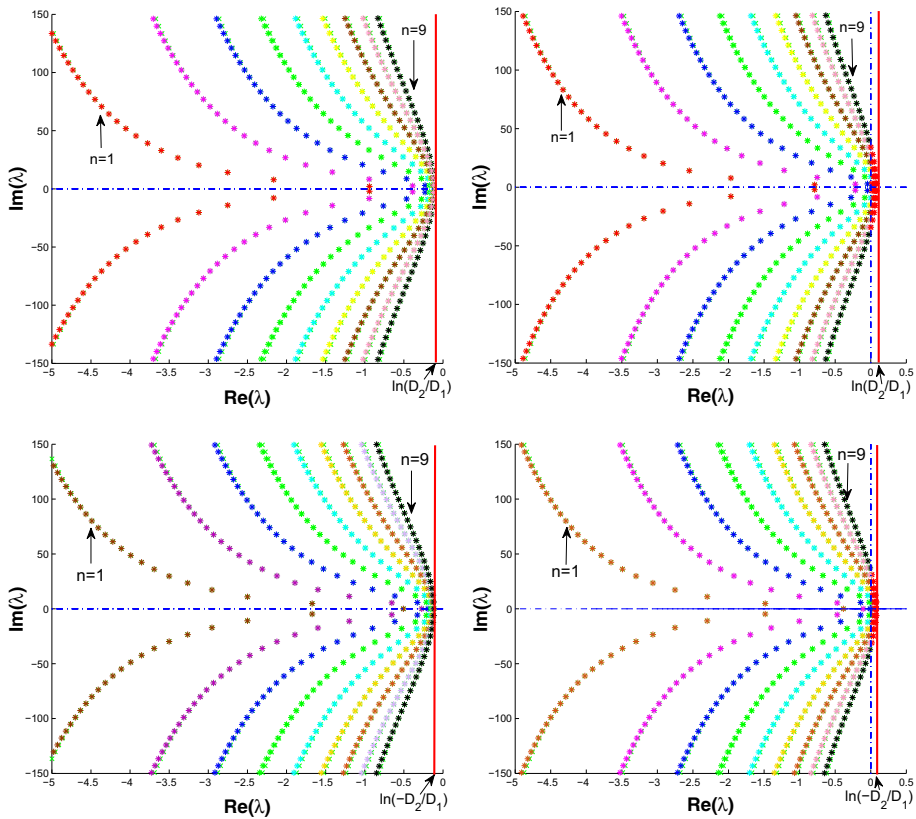 150
100
50
0
−50
−100
−150
Im(λ)
n=9
n=1
−5 −4.5 −4 −3.5 −3 −2.5 −2 −1.5 −1 −0.5 0
ln(D₂/D₁)
Re(λ)
150
100
50
0
−50
−100
−150
Im(λ)
n=9
n=1
−5 −4.5 −4 −3.5 −3 −2.5 −2 −1.5 −1 −0.5 0 0.5
ln(D₂/D₁)
Re(λ)
150
100
50
0
−50
−100
−150
Im(λ)
n=9
n=1
−5 −4.5 −4 −3.5 −3 −2.5 −2 −1.5 −1 −0.5 0
ln(−D₂/D₁)
Re(λ)
150
100
50
0
−50
−100
−150
Im(λ)
n=9
n=1
−5 −4.5 −4 −3.5 −3 −2.5 −2 −1.5 −1 −0.5 0 0.5
ln(−D₂/D₁)
Re(λ)